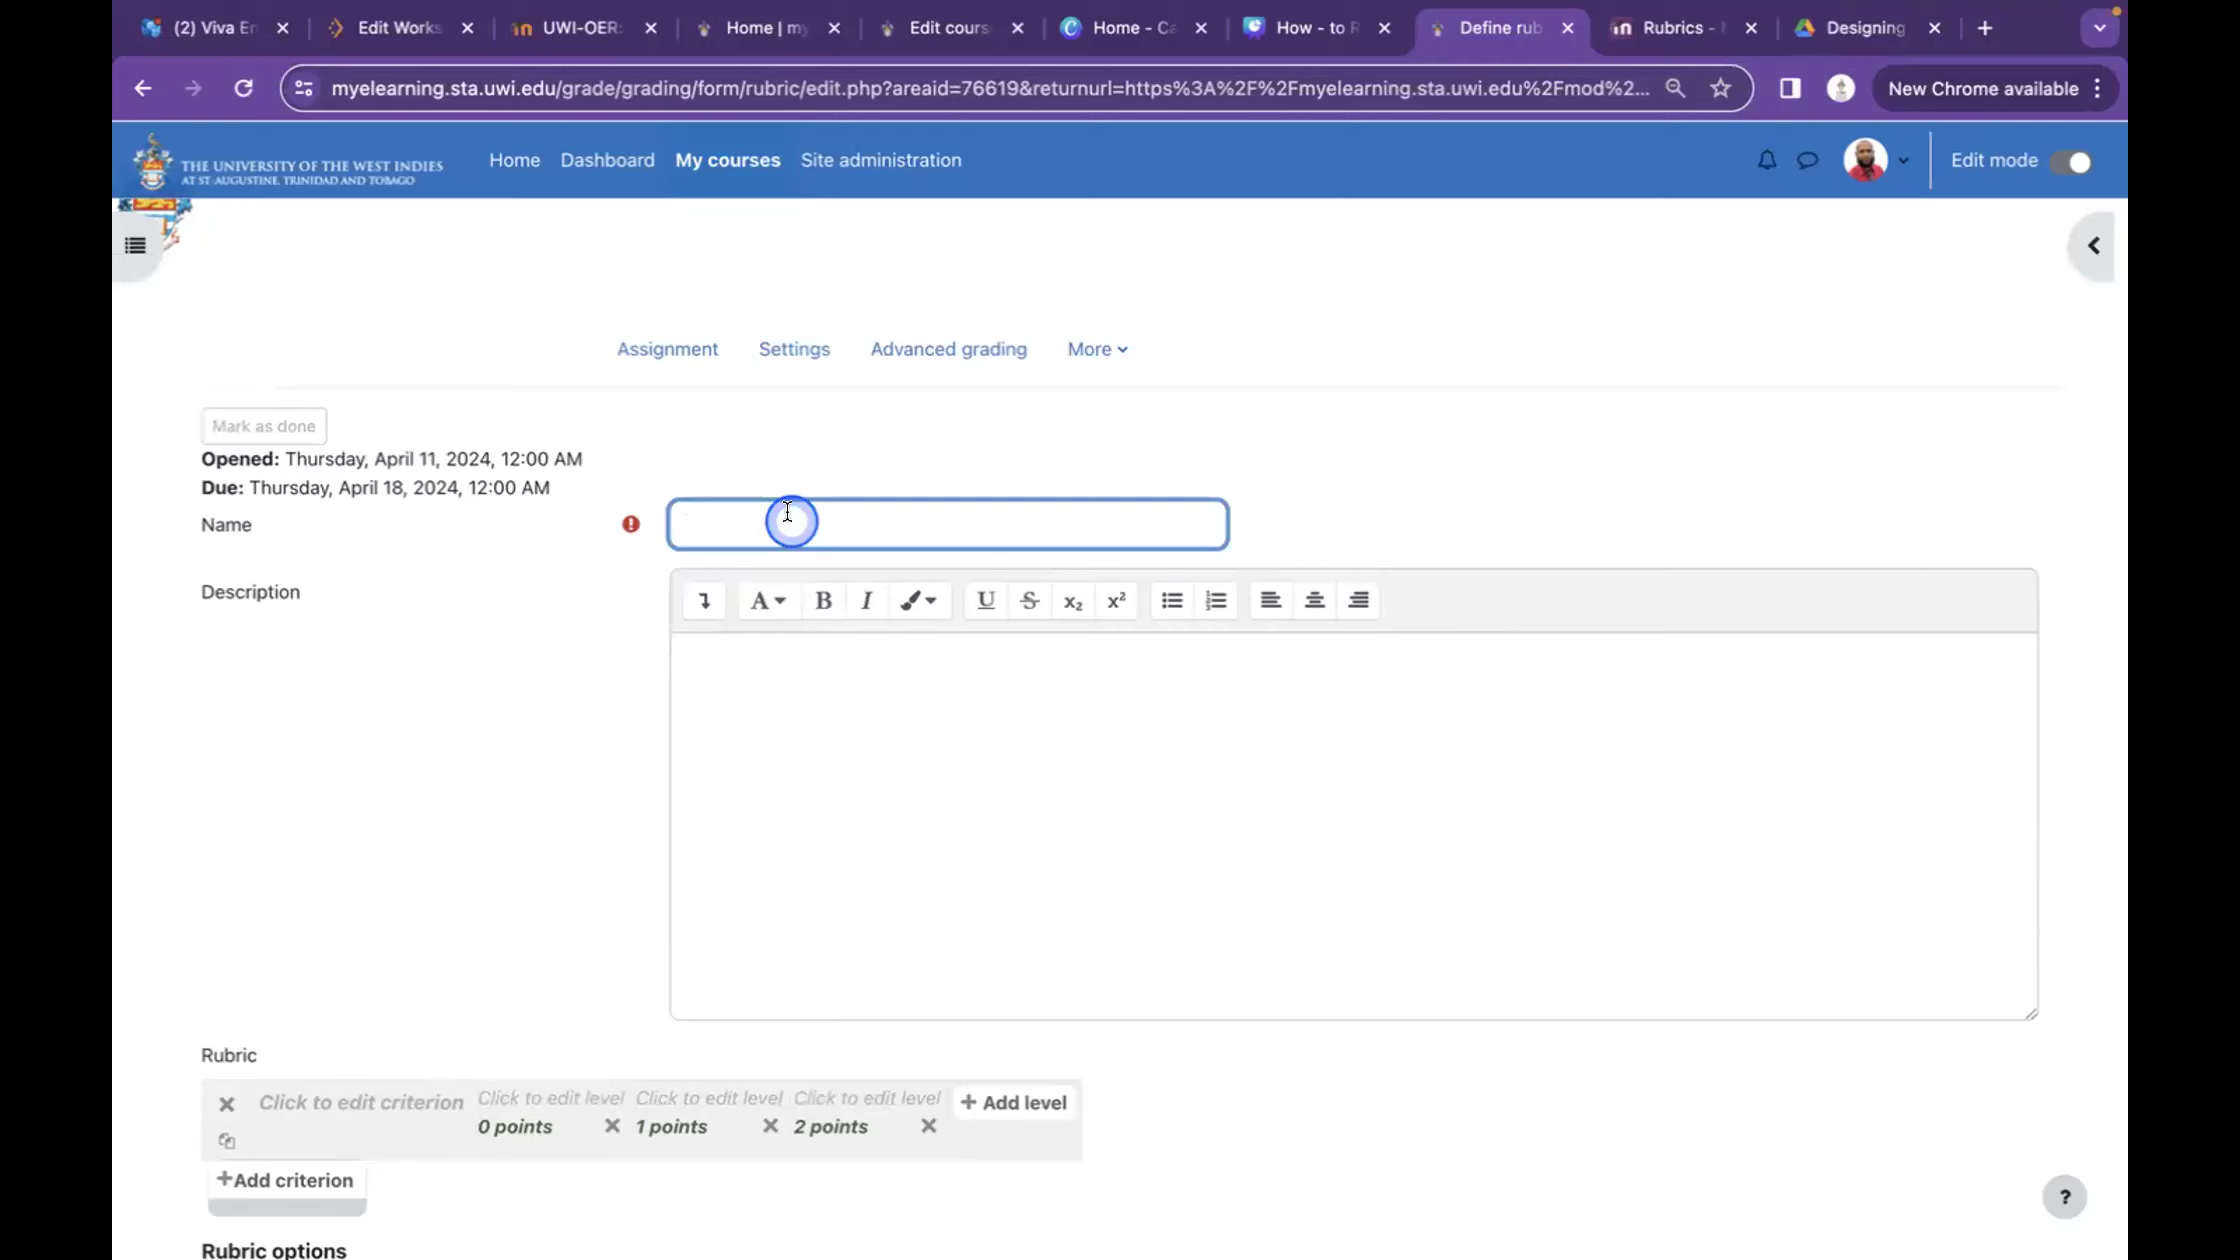 (2) Viva En
Edit Works
UWI-OER:
Home | my
Edit cours
Home - Ca
How - to R
Define rub
Rubrics -
Designing
myelearning.sta.uwi.edu/grade/grading/form/rubric/edit.php?areaid=76619&returnurl=https%3A%2F%2Fmyelearning.sta.uwi.edu%2Fmod%2...
New Chrome available
THE UNIVERSITY OF THE WEST INDIES
AT ST. AUGUSTINE, TRINIDAD AND TOBAGO
Home
Dashboard
My courses
Site administration
Edit mode
Assignment
Settings
Advanced grading
More
Mark as done
Opened: Thursday, April 11, 2024, 12:00 AM
Due: Thursday, April 18, 2024, 12:00 AM
Name
Description
A B I U S x₂ x²
Rubric
Click to edit criterion
Click to edit level
Click to edit level
Click to edit level
+ Add level
0 points
1 points
2 points
+Add criterion
?
Rubric options